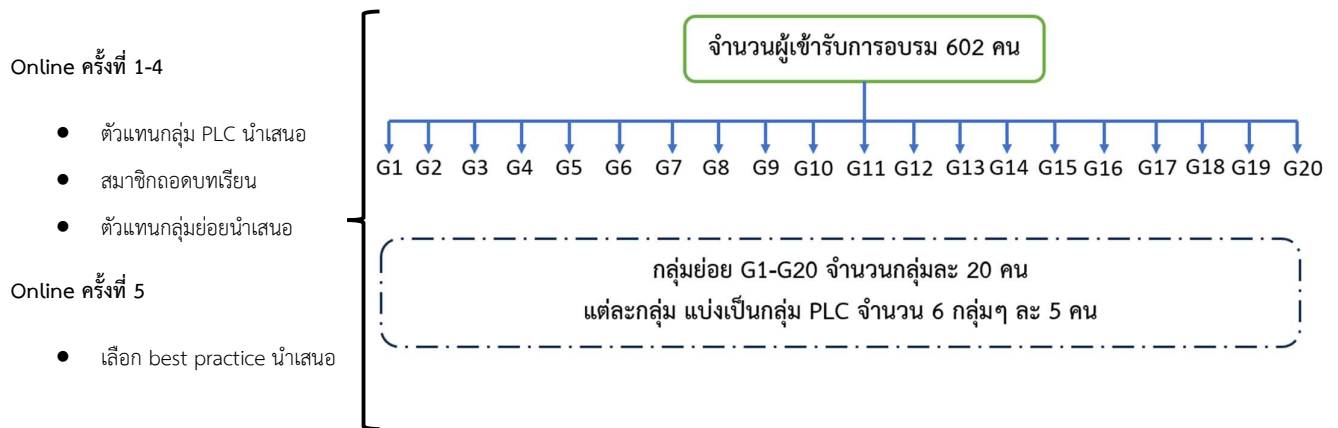 Online ครั้งที่ 1-4
● ตัวแทนกลุ่ม PLC นำเสนอ
● สมาชิกถอดบทเรียน
● ตัวแทนกลุ่มย่อยนำเสนอ
Online ครั้งที่ 5
● เลือก best practice นำเสนอ
จำนวนผู้เข้ารับการอบรม 602 คน
G1 G2 G3 G4 G5 G6 G7 G8 G9 G10 G11 G12 G13 G14 G15 G16 G17 G18 G19 G20
กลุ่มย่อย G1-G20 จำนวนกลุ่มละ 20 คน
แต่ละกลุ่ม แบ่งเป็นกลุ่ม PLC จำนวน 6 กลุ่มๆ ละ 5 คน